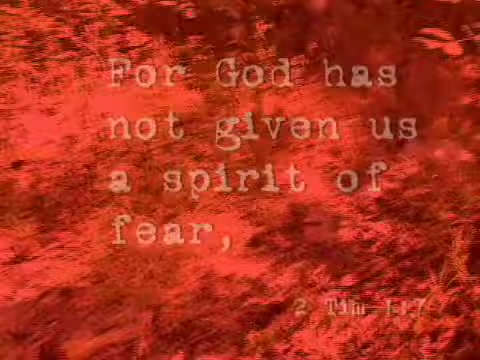 For God has
not given us
a spirit of
fear,
2 Tim 1:7